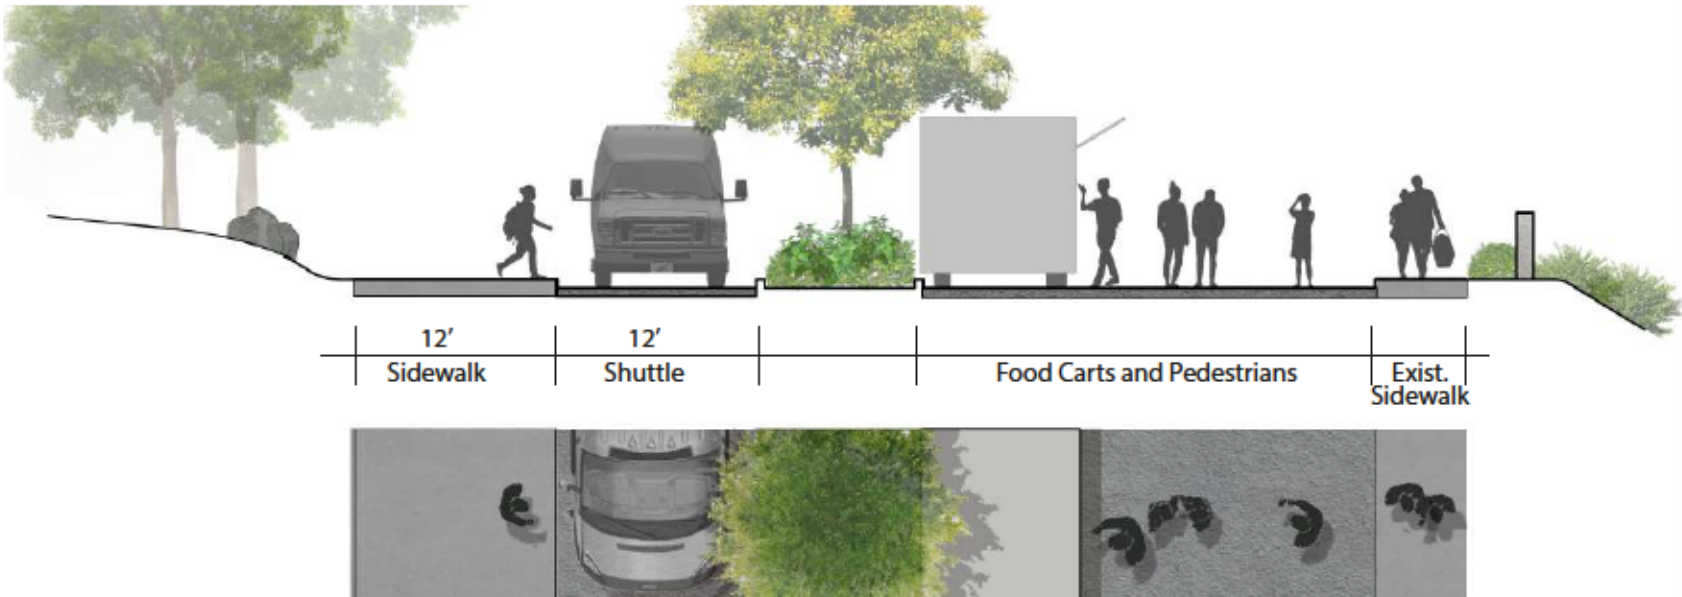 12′
12′
Sidewalk
Shuttle
Food Carts and Pedestrians
Exist.
Sidewalk